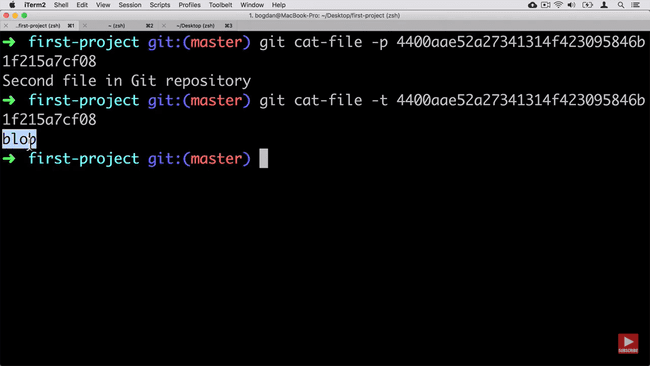 iTerm2 Shell Edit View Session Scripts Profiles Toolbelt Window Help
1. bogdan@MacBook-Pro: ~/Desktop/first-project (zsh)
..first-project (zsh) ⌘1 ~ (zsh) ⌘2 ~/Desktop (zsh) ⌘3
➜ first-project git:(master) git cat-file -p 4400aae52a27341314f423095846b
1f215a7cf08
Second file in Git repository
➜ first-project git:(master) git cat-file -t 4400aae52a27341314f423095846b
1f215a7cf08
blob
➜ first-project git:(master)
SUBSCRIBE